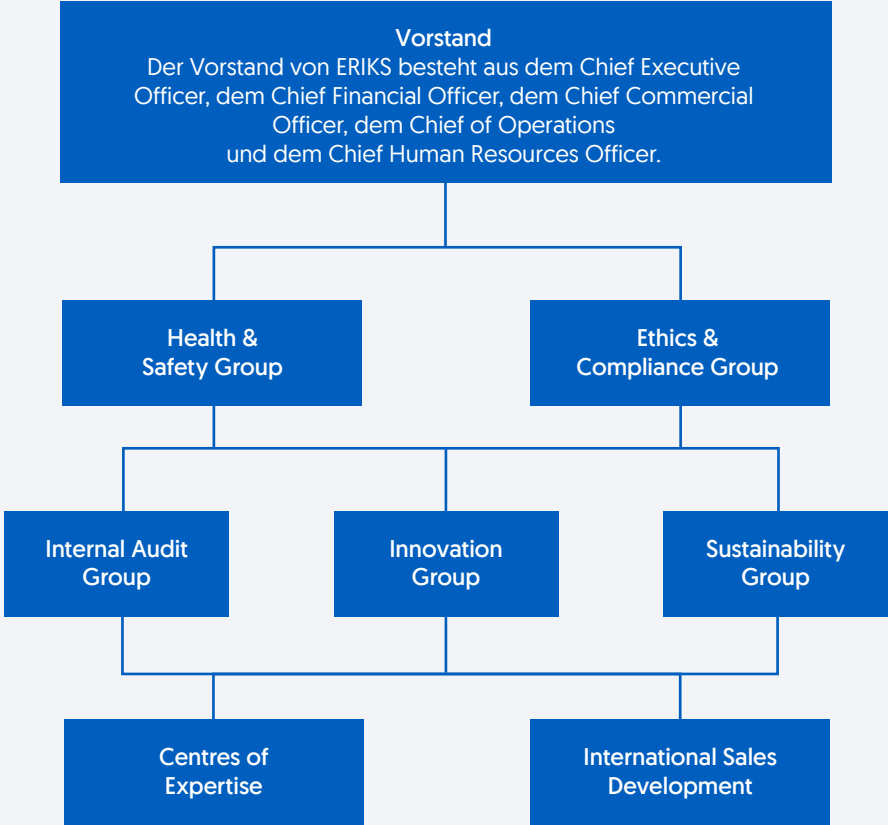 Vorstand
Der Vorstand von ERIKS besteht aus dem Chief Executive
Officer, dem Chief Financial Officer, dem Chief Commercial
Officer, dem Chief of Operations
und dem Chief Human Resources Officer.
Health &
Safety Group
Ethics &
Compliance Group
Internal Audit
Group
Innovation
Group
Sustainability
Group
Centres of
Expertise
International Sales
Development